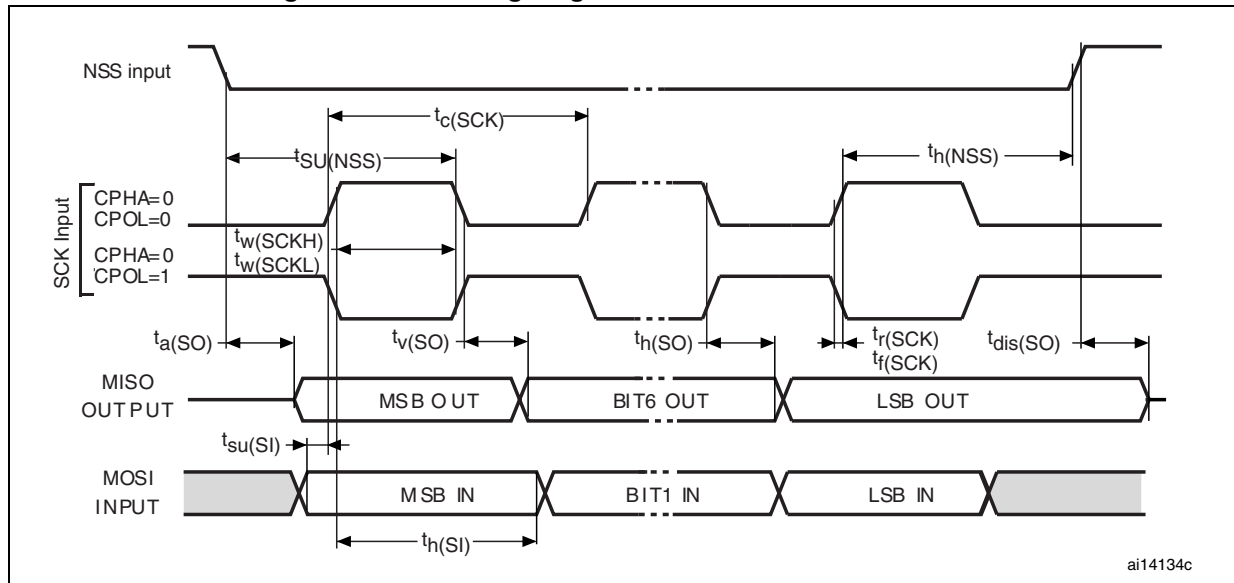 NSS input
tc(SCK)
tSU(NSS)
th(NSS)
SCK Input
CPHA=0
CPOL=0
tw(SCKH)
CPHA=0
tw(SCKL)
CPOL=1
ta(SO)
tv(SO)
th(SO)
tr(SCK)
tf(SCK)
tdis(SO)
MISO
OUTPUT
MSB OUT
BIT6 OUT
LSB OUT
tsu(SI)
MOSI
INPUT
MSB IN
BIT1 IN
LSB IN
th(SI)
ai14134c